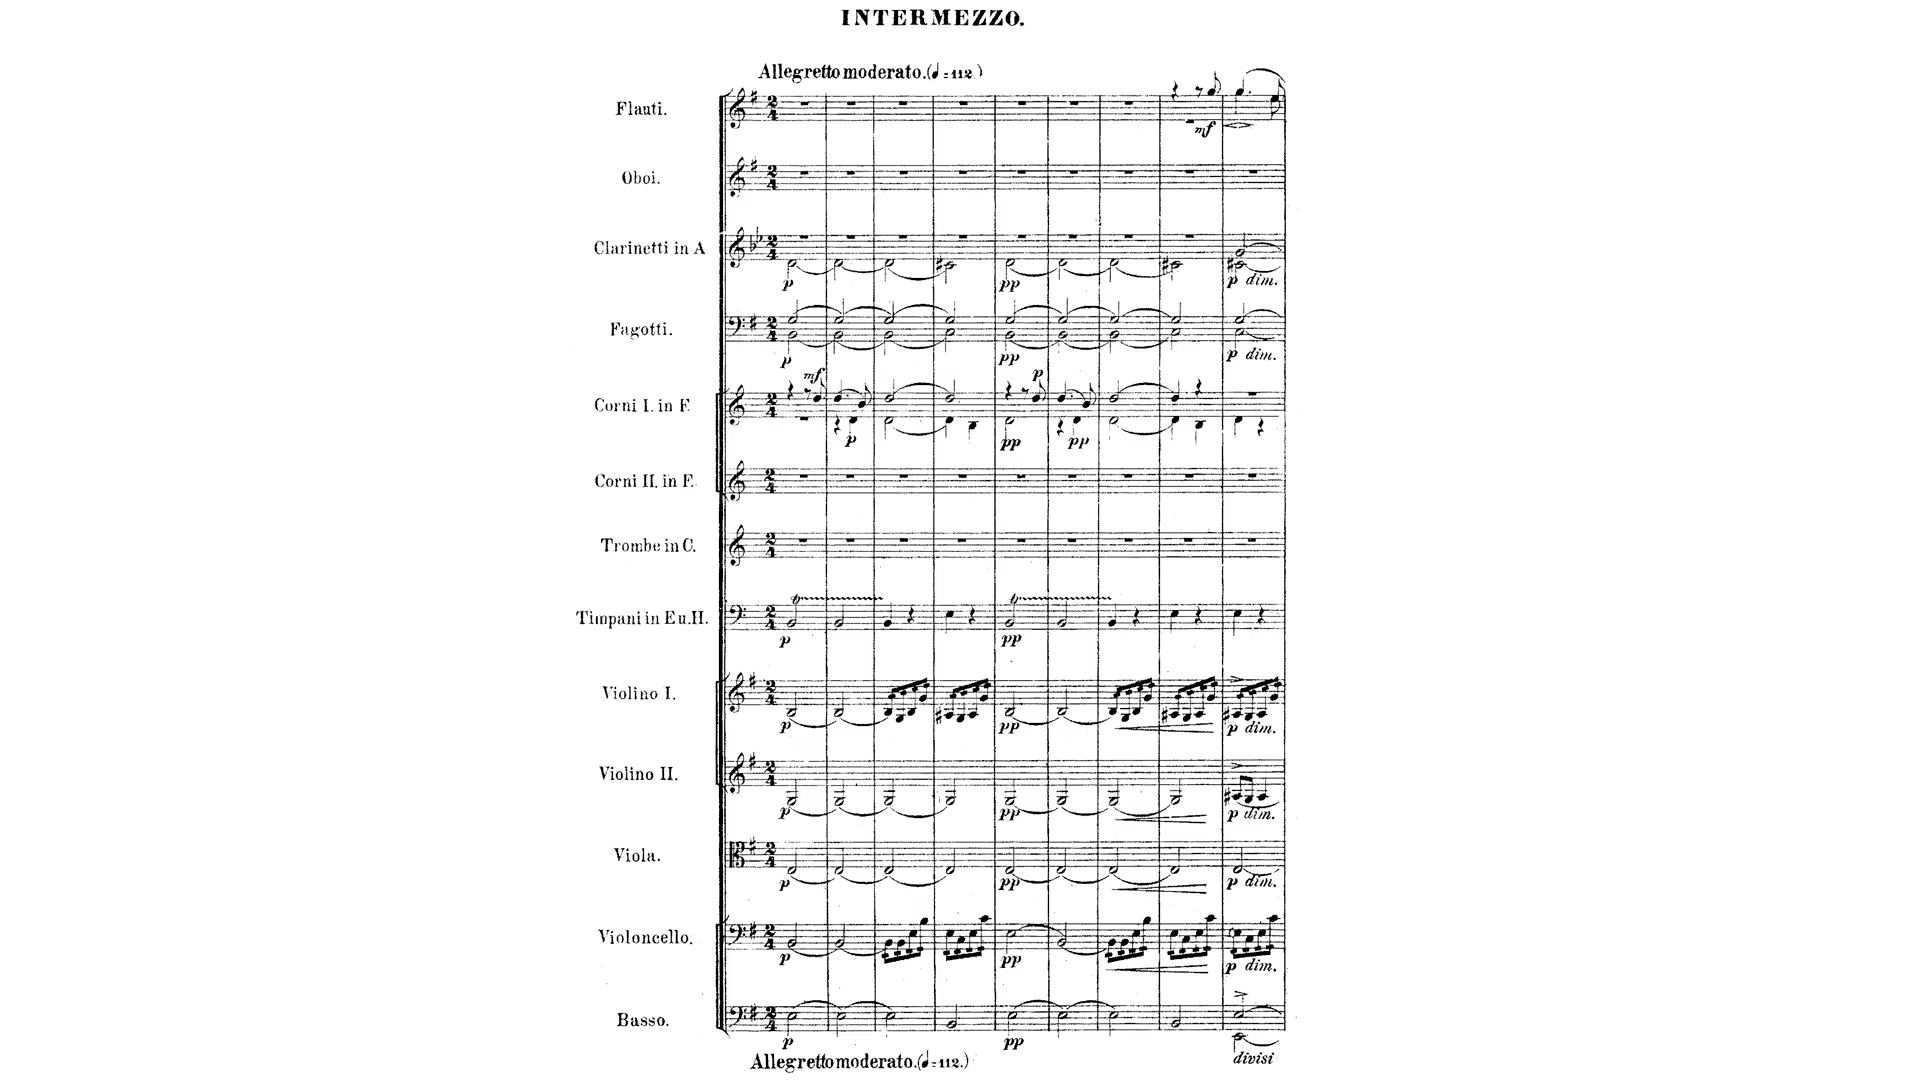 INTERMEZZO.
Allegretto moderato. (♩=112.)
Flauti.
mf
Oboi.
Clarinetti in A
p pp p dim.
Fagotti.
p pp p dim.
mf p
Corni I. in F.
p pp pp
Corni II. in F.
Trombe in C.
Timpani in E u. H.
p pp
Violino I.
p pp p dim.
Violino II.
p pp p dim.
Viola.
p pp p dim.
Violoncello.
p pp p dim.
Basso.
p pp divisi
Allegretto moderato. (♩=112.)